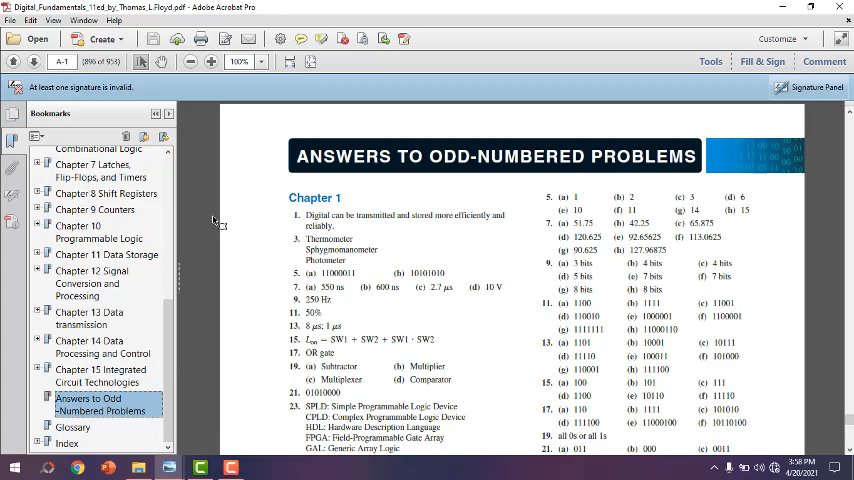 Digital_Fundamentals_11ed_by_Thomas_L.Floyd.pdf - Adobe Acrobat Pro
File Edit View Window Help
Open Create Customize
A-1 (896 of 953) 100% Tools Fill & Sign Comment
At least one signature is invalid. Signature Panel
Bookmarks
Combinational Logic
Chapter 7 Latches,
Flip-Flops, and Timers
Chapter 8 Shift Registers
Chapter 9 Counters
Chapter 10
Programmable Logic
Chapter 11 Data Storage
Chapter 12 Signal
Conversion and
Processing
Chapter 13 Data
transmission
Chapter 14 Data
Processing and Control
Chapter 15 Integrated
Circuit Technologies
Answers to Odd
-Numbered Problems
Glossary
Index
ANSWERS TO ODD-NUMBERED PROBLEMS
Chapter 1
1. Digital can be transmitted and stored more efficiently and
reliably.
3. Thermometer
Sphygmomanometer
Photometer
5. (a) 11000011 (b) 10101010
7. (a) 550 ns (b) 600 ns (c) 2.7 μs (d) 10 V
9. 250 Hz
11. 50%
13. 8 μs; 1 μs
15. L = SW1 + SW2 + SW1 · SW2
17. OR gate
19. (a) Subtractor (b) Multiplier
(c) Multiplexer (d) Comparator
21. 01010000
23. SPLD: Simple Programmable Logic Device
CPLD: Complex Programmable Logic Device
HDL: Hardware Description Language
FPGA: Field-Programmable Gate Array
GAL: Generic Array Logic
5. (a) 1 (b) 2 (c) 3 (d) 6
(e) 10 (f) 11 (g) 14 (h) 15
7. (a) 51.75 (b) 42.25 (c) 65.875
(d) 120.625 (e) 92.65625 (f) 113.0625
(g) 90.625 (h) 127.96875
9. (a) 3 bits (b) 4 bits (c) 4 bits
(d) 5 bits (e) 7 bits (f) 7 bits
(g) 8 bits (h) 8 bits
11. (a) 1100 (b) 1111 (c) 11001
(d) 110010 (e) 1000001 (f) 1100001
(g) 1111111 (h) 11000110
13. (a) 1101 (b) 10001 (c) 10111
(d) 11110 (e) 100011 (f) 101000
(g) 110001 (h) 111100
15. (a) 100 (b) 101 (c) 111
(d) 1100 (e) 10110 (f) 11110
17. (a) 110 (b) 1111 (c) 101010
(d) 111100 (e) 11000100 (f) 10110100
19. all 0s or all 1s
21. (a) 011 (b) 000 (c) 0011
3:58 PM
4/20/2021